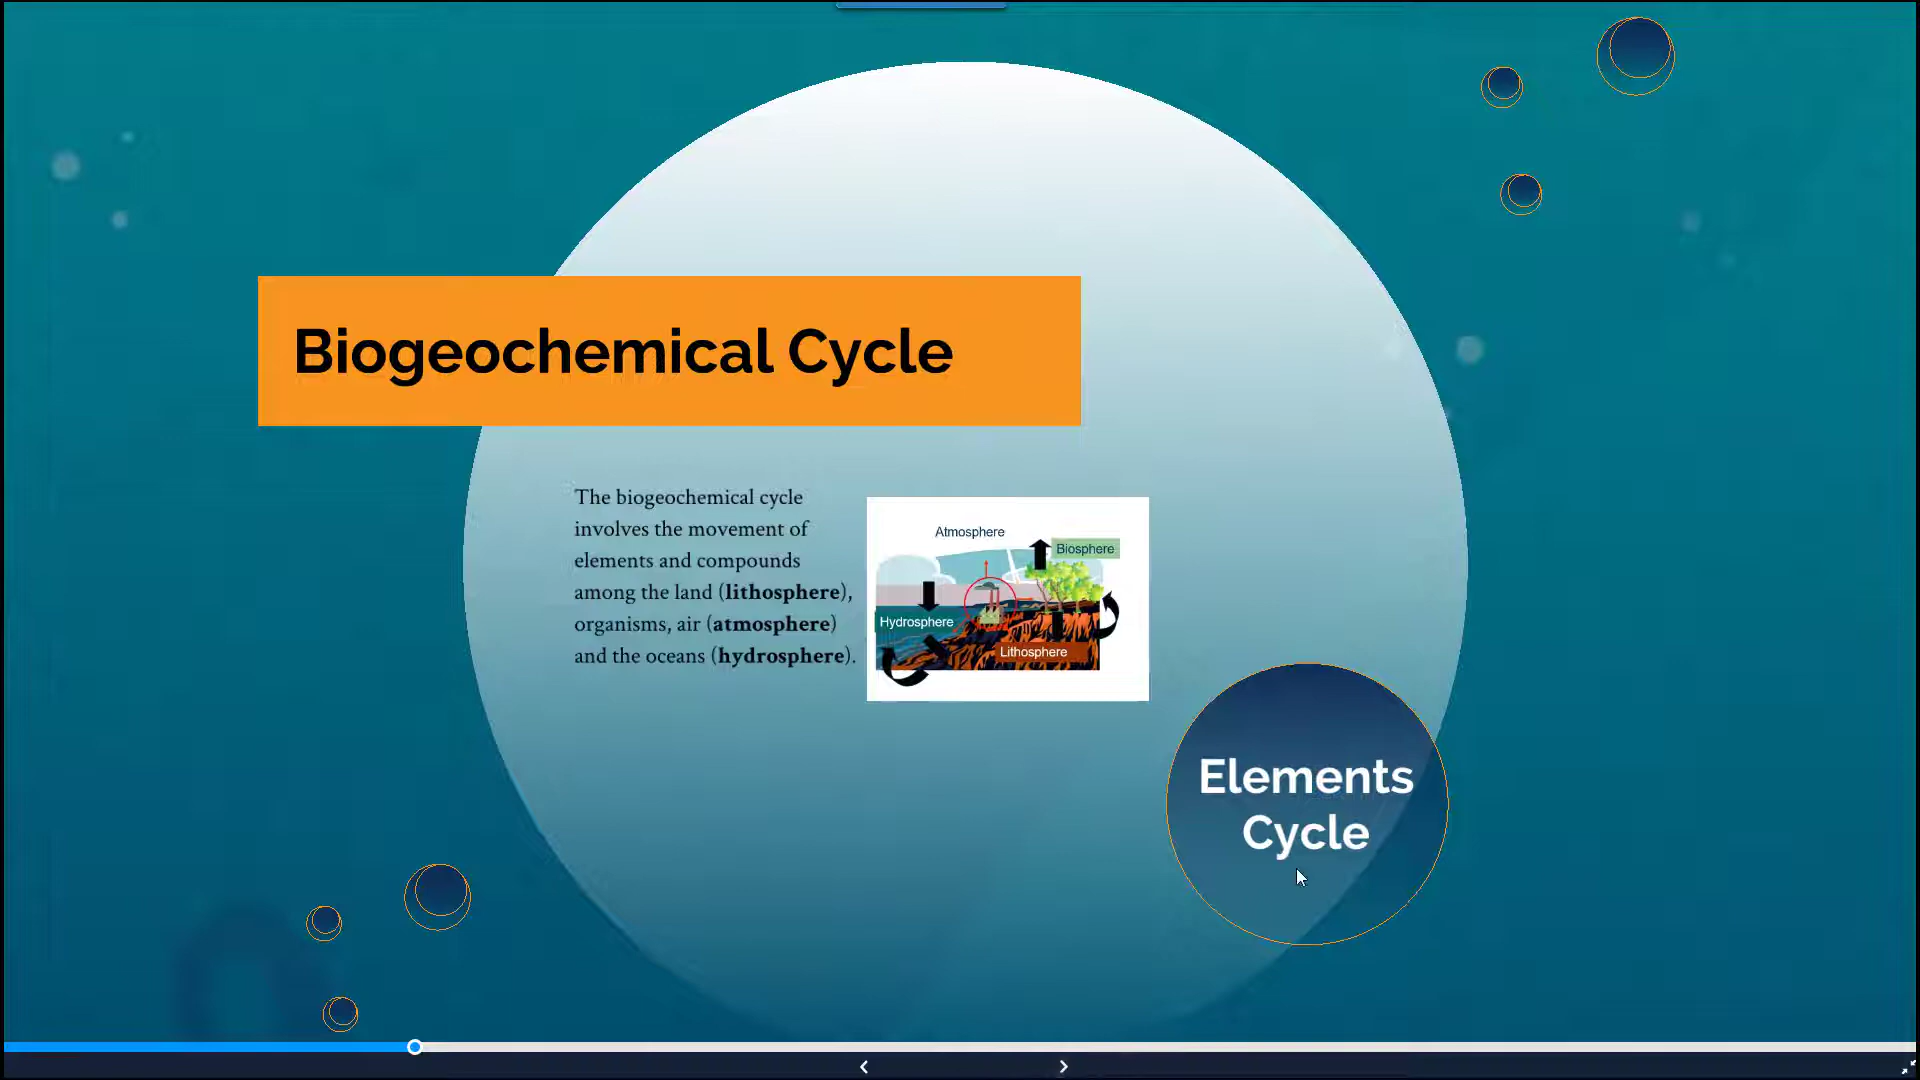 Biogeochemical Cycle
The biogeochemical cycle
involves the movement of
elements and compounds
among the land (lithosphere),
organisms, air (atmosphere)
and the oceans (hydrosphere).
Atmosphere
Biosphere
Hydrosphere
Lithosphere
Elements
Cycle